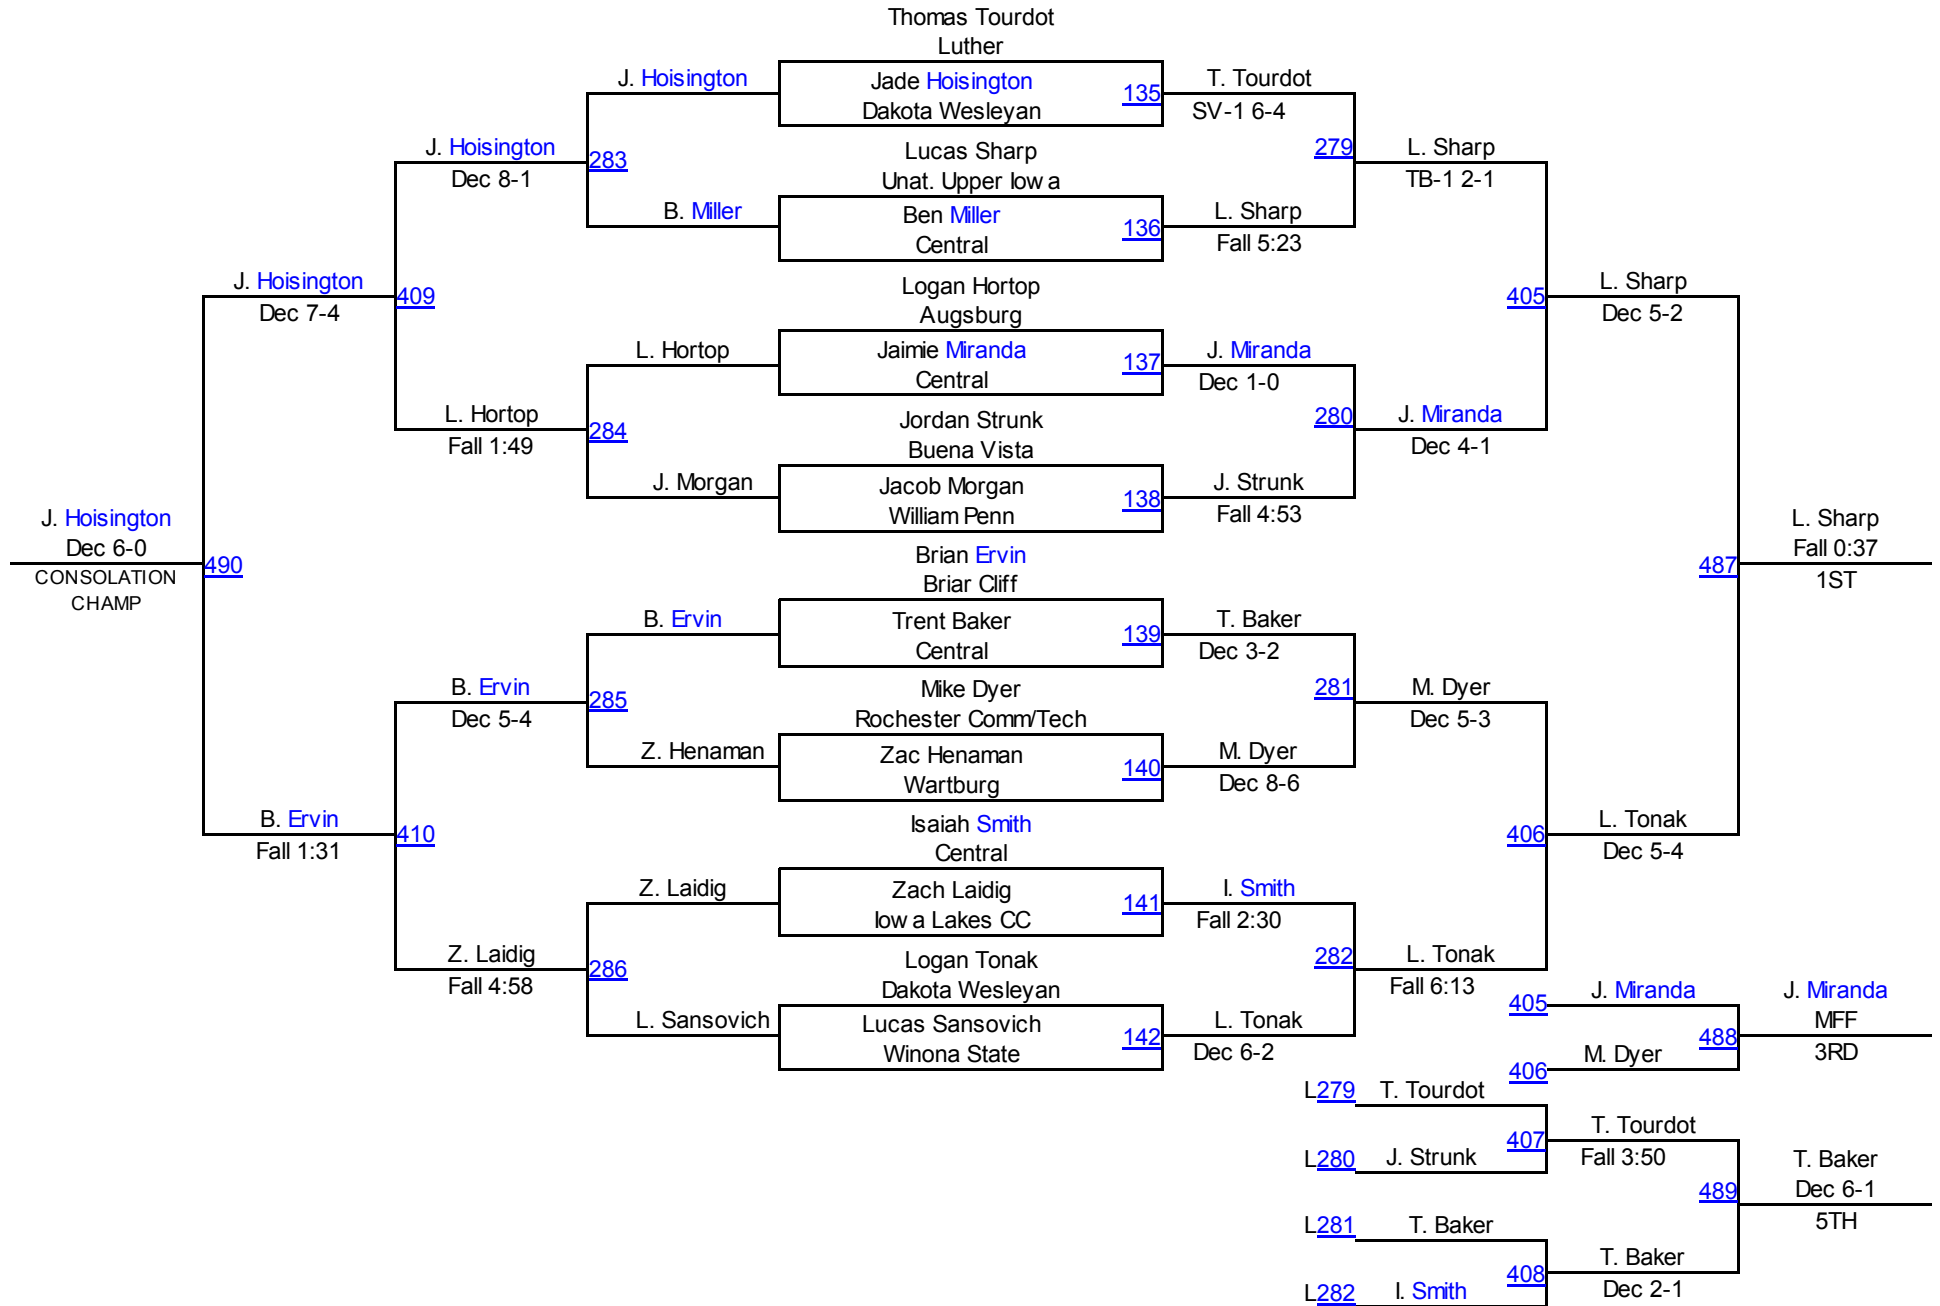 Thomas Tourdot
Luther
J. Hoisington
Jade Hoisington
135
T. Tourdot
Dakota Wesleyan
SV-1 6-4
J. Hoisington
283
Lucas Sharp
279
L. Sharp
Dec 8-1
Unat. Upper Iowa
TB-1 2-1
B. Miller
Ben Miller
136
L. Sharp
Central
Fall 5:23
J. Hoisington
409
Logan Hortop
405
L. Sharp
Dec 7-4
Augsburg
Dec 5-2
L. Hortop
Jaimie Miranda
137
J. Miranda
Central
Dec 1-0
L. Hortop
284
Jordan Strunk
280
J. Miranda
Fall 1:49
Buena Vista
Dec 4-1
J. Morgan
Jacob Morgan
138
J. Strunk
William Penn
Fall 4:53
J. Hoisington
Dec 6-0
490
CONSOLATION
CHAMP
Brian Ervin
Briar Cliff
487
L. Sharp
Fall 0:37
1ST
B. Ervin
Trent Baker
139
T. Baker
Central
Dec 3-2
B. Ervin
285
Mike Dyer
281
M. Dyer
Dec 5-4
Rochester Comm/Tech
Dec 5-3
Z. Henaman
Zac Henaman
140
M. Dyer
Wartburg
Dec 8-6
B. Ervin
410
Isaiah Smith
406
L. Tonak
Fall 1:31
Central
Dec 5-4
Z. Laidig
Zach Laidig
141
I. Smith
Iowa Lakes CC
Fall 2:30
Z. Laidig
286
Logan Tonak
282
L. Tonak
Fall 4:58
Dakota Wesleyan
Fall 6:13
L. Sansovich
Lucas Sansovich
142
L. Tonak
Winona State
Dec 6-2
405
J. Miranda
488
J. Miranda
MFF
3RD
406
M. Dyer
L279
T. Tourdot
407
T. Tourdot
Fall 3:50
L280
J. Strunk
489
T. Baker
Dec 6-1
5TH
L281
T. Baker
408
T. Baker
Dec 2-1
L282
I. Smith